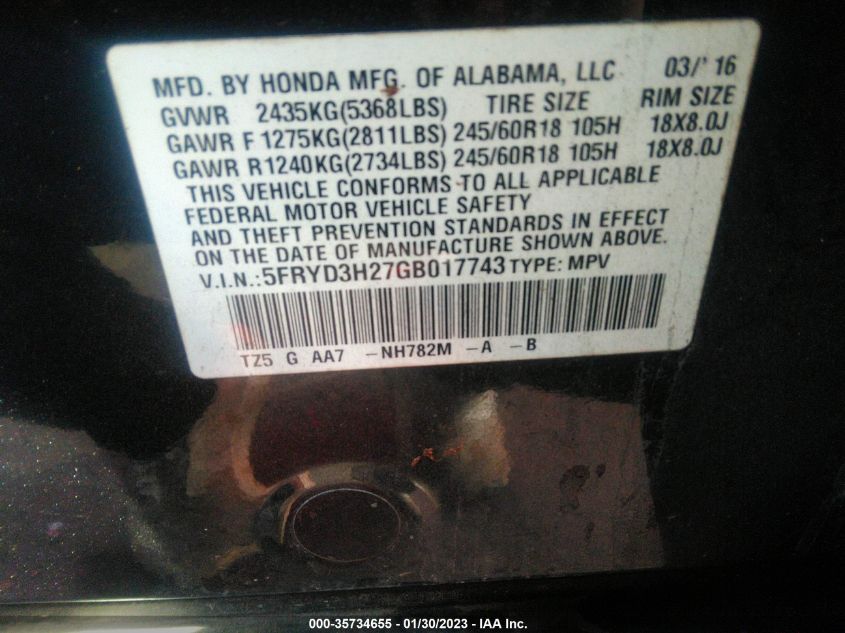 MFD. BY HONDA MFG. OF ALABAMA, LLC 03/' 16
GVWR 2435KG(5368LBS) TIRE SIZE RIM SIZE
GAWR F 1275KG(2811LBS) 245/60R18 105H 18X8.0J
GAWR R1240KG(2734LBS) 245/60R18 105H 18X8.0J
THIS VEHICLE CONFORMS TO ALL APPLICABLE
FEDERAL MOTOR VEHICLE SAFETY
AND THEFT PREVENTION STANDARDS IN EFFECT
ON THE DATE OF MANUFACTURE SHOWN ABOVE.
V.I.N.:5FRYD3H27GB017743 TYPE: MPV
TZ5 G AA7 -NH782M -A -B
000-35734655 - 01/30/2023 - IAA Inc.